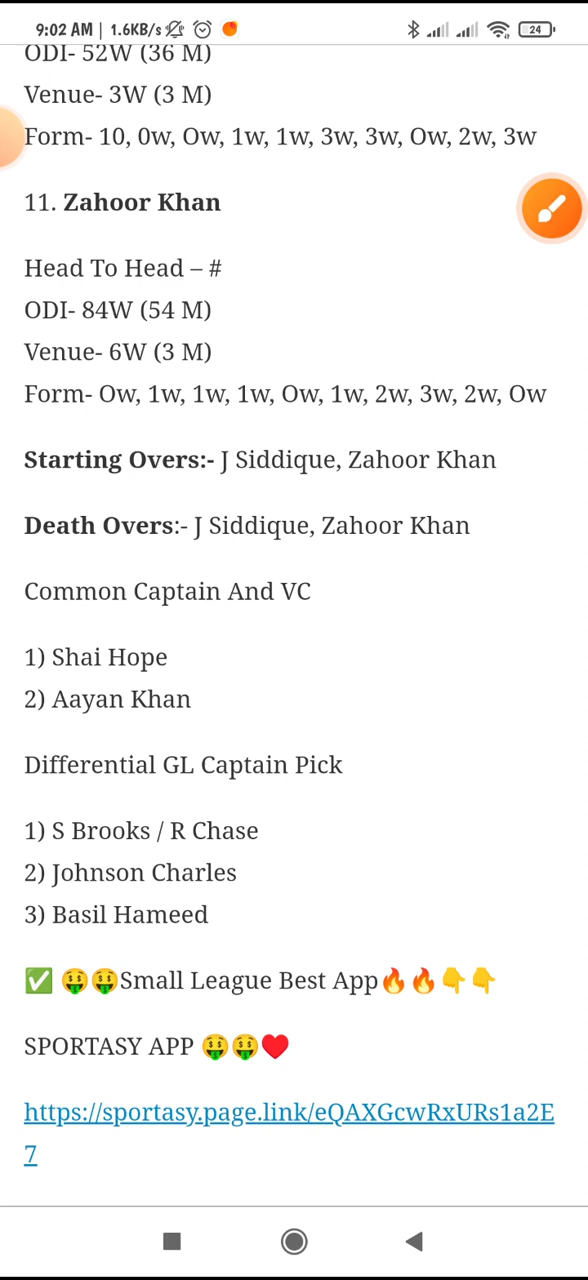 9:02 AM | 1.6KB/s 24
ODI- 52W (36 M)
Venue- 3W (3 M)
Form- 10, 0w, Ow, 1w, 1w, 3w, 3w, Ow, 2w, 3w
11. Zahoor Khan
Head To Head – #
ODI- 84W (54 M)
Venue- 6W (3 M)
Form- Ow, 1w, 1w, 1w, Ow, 1w, 2w, 3w, 2w, Ow
Starting Overs:- J Siddique, Zahoor Khan
Death Overs:- J Siddique, Zahoor Khan
Common Captain And VC
1) Shai Hope
2) Aayan Khan
Differential GL Captain Pick
1) S Brooks / R Chase
2) Johnson Charles
3) Basil Hameed
✅ 🤑🤑Small League Best App🔥🔥👇👇
SPORTASY APP 🤑🤑❤️
https://sportasy.page.link/eQAXGcwRxURs1a2E
7